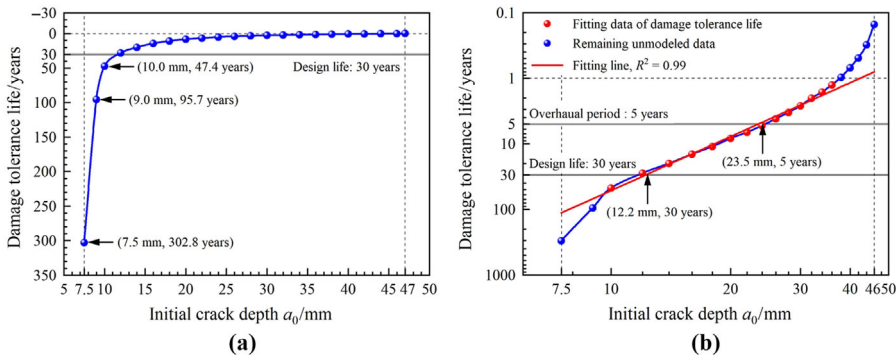 −30
0
30
50
100
150
200
250
300
350
Damage tolerance life/years
(10.0 mm, 47.4 years)
Design life: 30 years
(9.0 mm, 95.7 years)
(7.5 mm, 302.8 years)
5 7.5 10 15 20 25 30 35 40 45 47 50
Initial crack depth a₀/mm
(a)
0.1
1
5
10
30
100
1000
Damage tolerance life/years
Fitting data of damage tolerance life
Remaining unmodeled data
Fitting line, R² = 0.99
Overhaual period : 5 years
(23.5 mm, 5 years)
Design life: 30 years
(12.2 mm, 30 years)
7.5 10 20 30 40 4650
Initial crack depth a₀/mm
(b)